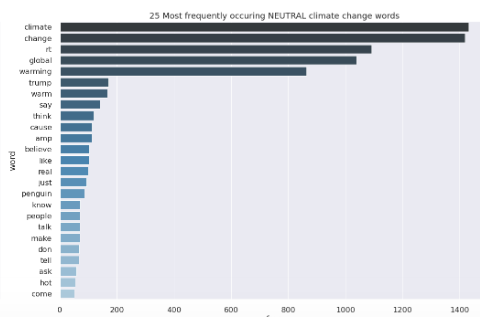 25 Most frequently occuring NEUTRAL climate change words
climate
change
rt
global
warming
trump
warm
say
think
cause
amp
believe
like
real
just
penguin
know
people
talk
make
don
tell
ask
hot
come
word
0
200
400
600
800
1000
1200
1400